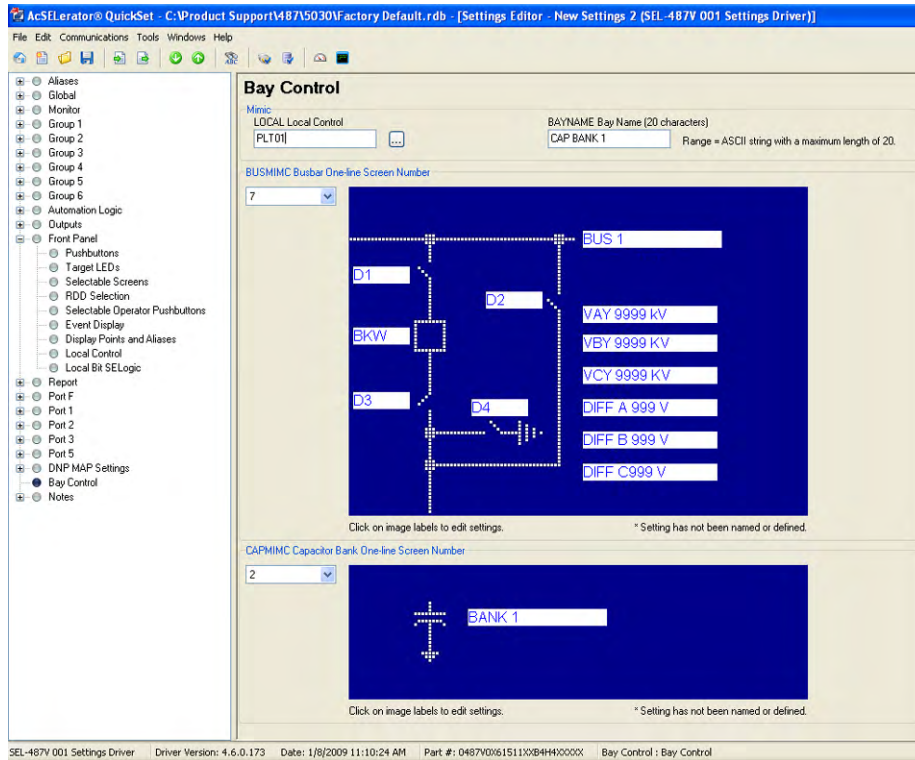 AcSELerator® QuickSet - C:\Product Support\487\5030\Factory Default.rdb - [Settings Editor - New Settings 2 (SEL-487V 001 Settings Driver)]
File Edit Communications Tools Windows Help
Aliases
Global
Monitor
Group 1
Group 2
Group 3
Group 4
Group 5
Group 6
Automation Logic
Outputs
Front Panel
Pushbuttons
Target LEDs
Selectable Screens
RDD Selection
Selectable Operator Pushbuttons
Event Display
Display Points and Aliases
Local Control
Local Bit SELogic
Report
Port F
Port 1
Port 2
Port 3
Port 5
DNP MAP Settings
Bay Control
Notes
Bay Control
Mimic
LOCAL Local Control
BAYNAME Bay Name (20 characters)
PLT01
...
CAP BANK 1
Range = ASCII string with a maximum length of 20.
BUSMIMC Busbar One-line Screen Number
7
BUS 1
D1
D2
VAY 9999 kV
BKW
VBY 9999 KV
VCY 9999 KV
D3
D4
DIFF A 999 V
DIFF B 999 V
DIFF C999 V
Click on image labels to edit settings.
* Setting has not been named or defined.
CAPMIMC Capacitor Bank One-line Screen Number
2
BANK 1
Click on image labels to edit settings.
* Setting has not been named or defined.
SEL-487V 001 Settings Driver
Driver Version: 4.6.0.173
Date: 1/8/2009 11:10:24 AM
Part #: 0487V0X61511XXB4H4XXXXX
Bay Control : Bay Control